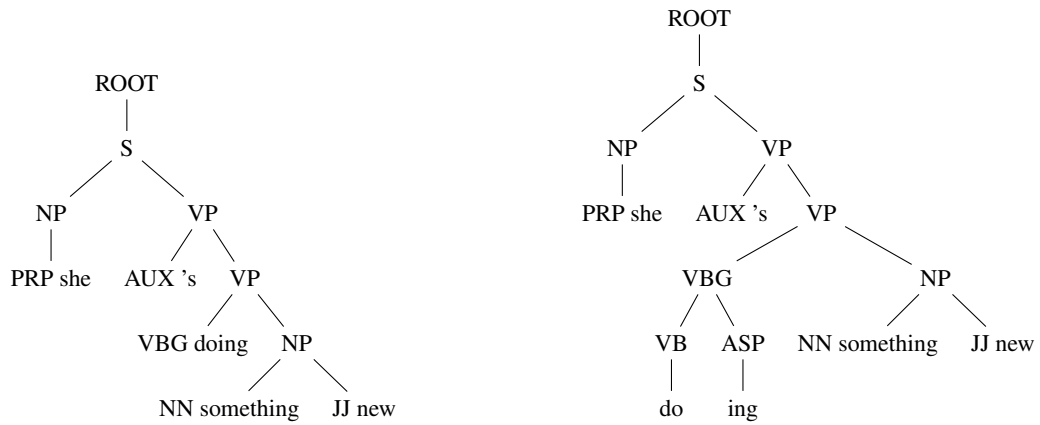 ROOT
S
NP VP
PRP she AUX 's VP
VBG doing NP
NN something JJ new
ROOT
S
NP VP
PRP she AUX 's VP
VBG NP
VB ASP NN something JJ new
do ing